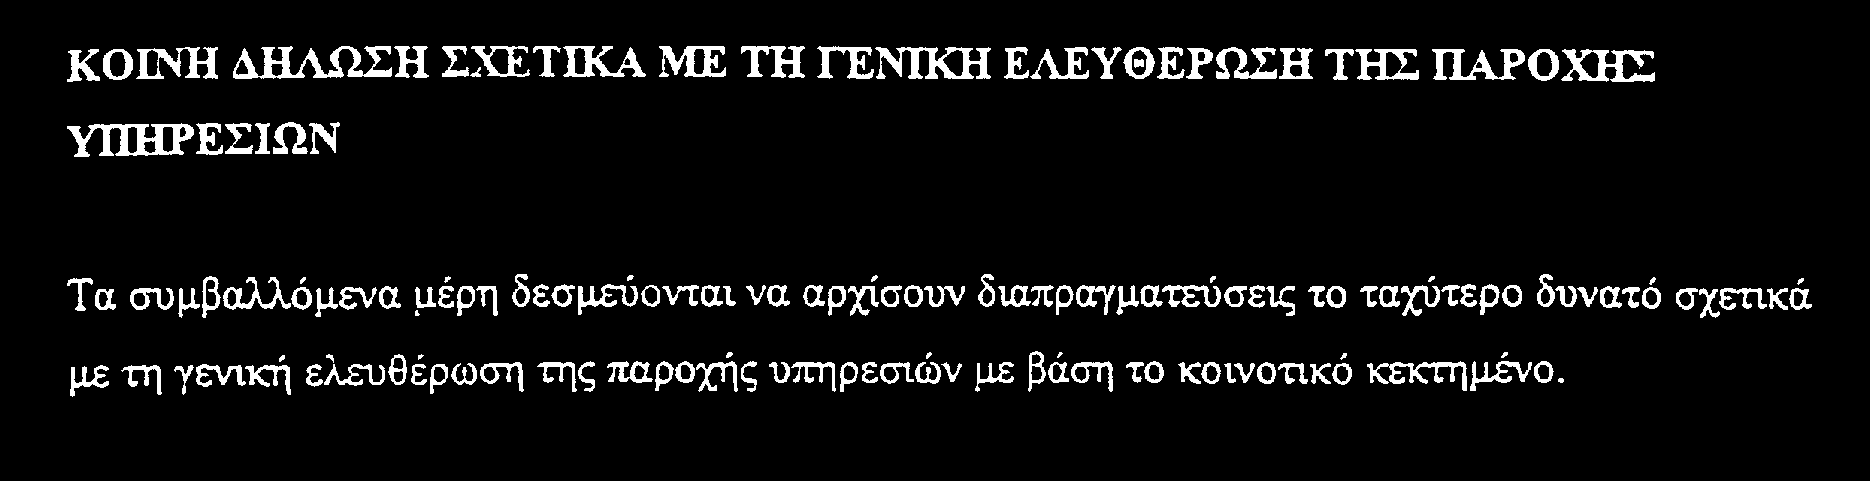 ΚΟΙΝΗ ΔΗΛΩΣΗ ΣΧΕΤΙΚΑ ΜΕ ΤΗ ΓΕΝΙΚΗ ΕΛΕΥΘΕΡΩΣΗ ΤΗΣ ΠΑΡΟΧΗΣ
ΥΠΗΡΕΣΙΩΝ
Τα συμβαλλόμενα μέρη δεσμεύονται να αρχίσουν διαπραγματεύσεις το ταχύτερο δυνατό σχετικά
με τη γενική ελευθέρωση της παροχής υπηρεσιών με βάση το κοινοτικό κεκτημένο.